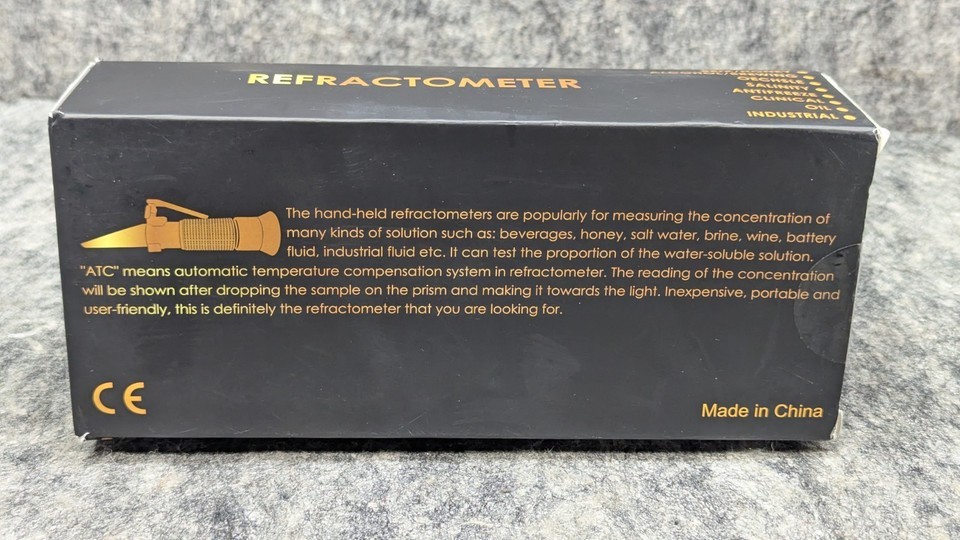 REFRACTOMETER
SALINITY
ANTIFREEZE
CLINICAL
OIL
INDUSTRIAL
The hand-held refractometers are popularly for measuring the concentration of
many kinds of solution such as: beverages, honey, salt water, brine, wine, battery
fluid, industrial fluid etc. It can test the proportion of the water-soluble solution.
"ATC" means automatic temperature compensation system in refractometer. The reading of the concentration
will be shown after dropping the sample on the prism and making it towards the light. Inexpensive, portable and
user-friendly, this is definitely the refractometer that you are looking for.
CE
Made in China